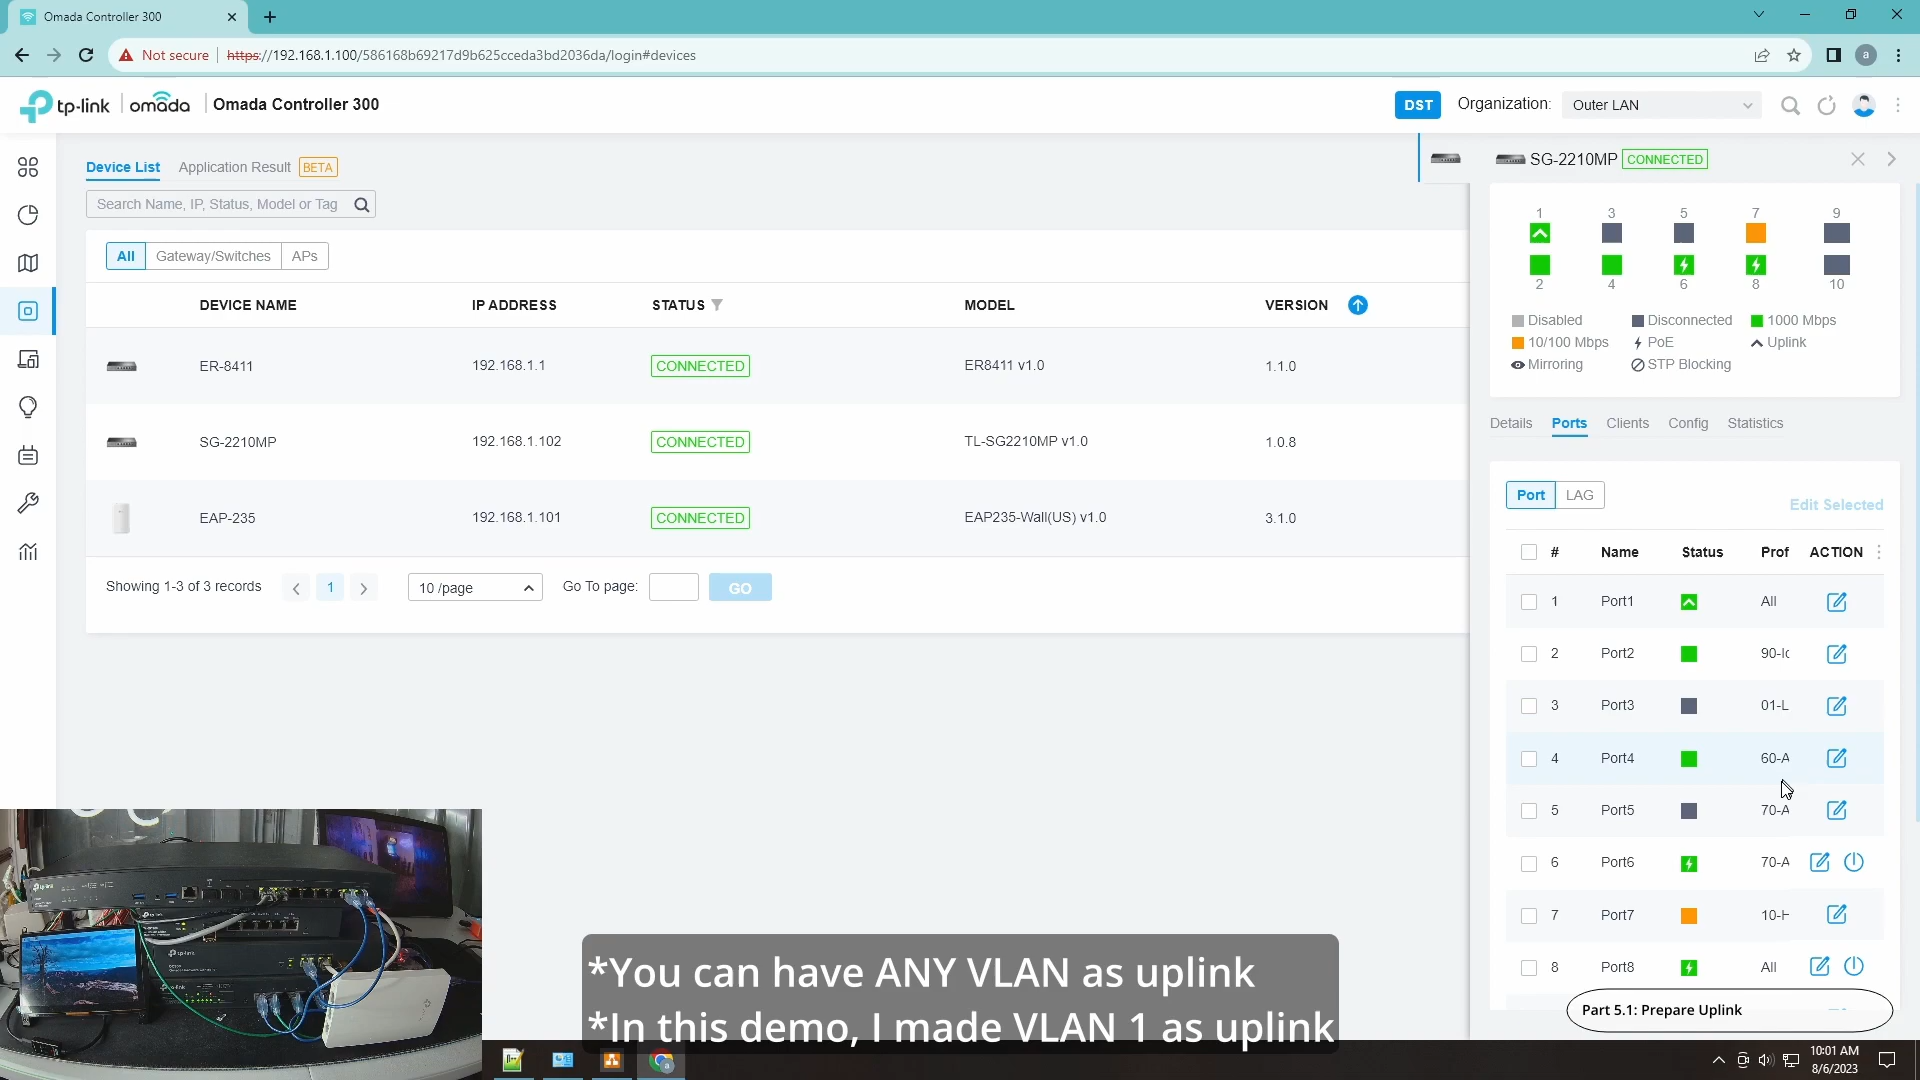 Omada Controller 300
Not secure https://192.168.1.100/586168b69217d9b625cceda3bd2036da/login#devices
a
tp-link omada Omada Controller 300
DST Organization: Outer LAN
Device List Application Result BETA
Search Name, IP, Status, Model or Tag
All Gateway/Switches APs
DEVICE NAME IP ADDRESS STATUS MODEL VERSION
ER-8411 192.168.1.1 CONNECTED ER8411 v1.0 1.1.0
SG-2210MP 192.168.1.102 CONNECTED TL-SG2210MP v1.0 1.0.8
EAP-235 192.168.1.101 CONNECTED EAP235-Wall(US) v1.0 3.1.0
Showing 1-3 of 3 records 1 10 /page Go To page: GO
SG-2210MP CONNECTED
1 3 5 7 9
2 4 6 8 10
Disabled Disconnected 1000 Mbps
10/100 Mbps PoE Uplink
Mirroring STP Blocking
Details Ports Clients Config Statistics
Port LAG
Edit Selected
# Name Status Prof ACTION
1 Port1 All
2 Port2 90-Ic
3 Port3 01-L
4 Port4 60-A
5 Port5 70-A
6 Port6 70-A
7 Port7 10-H
8 Port8 All
Part 5.1: Prepare Uplink
*You can have ANY VLAN as uplink
*In this demo, I made VLAN 1 as uplink
10:01 AM
8/6/2023